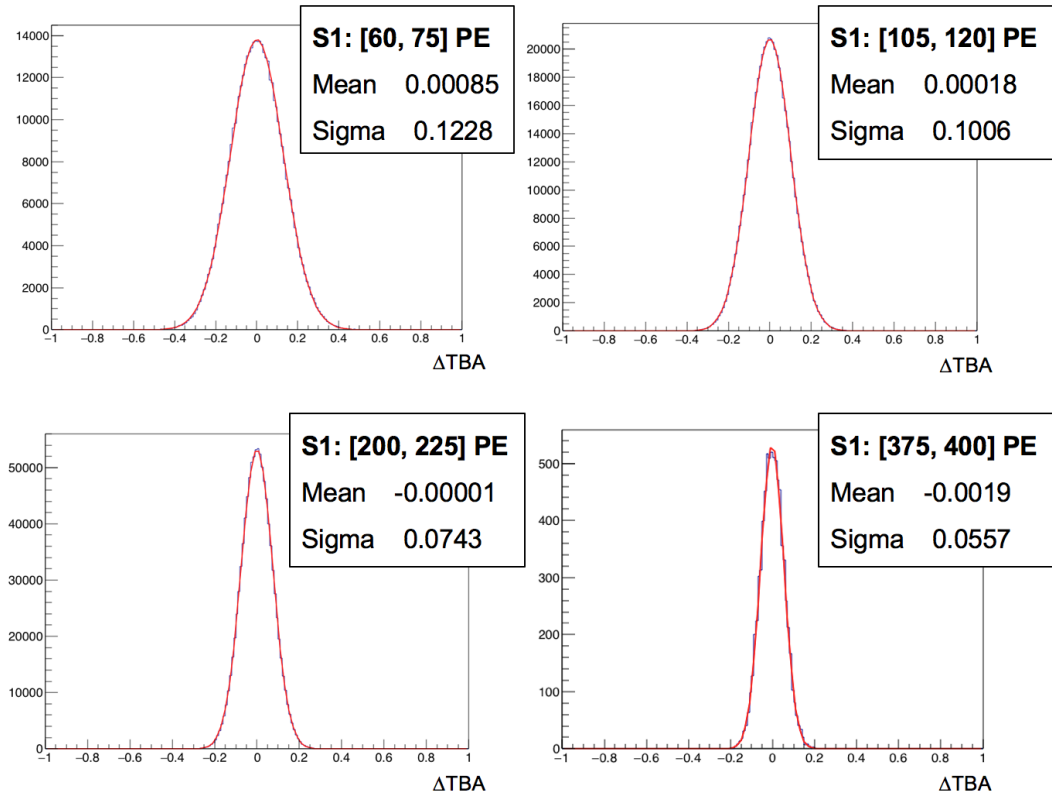 S1: [60, 75] PE
Mean 0.00085
Sigma 0.1228
14000
12000
10000
8000
6000
4000
2000
0
−1 −0.8 −0.6 −0.4 −0.2 0 0.2 0.4 0.6 0.8 1
ΔTBA
S1: [105, 120] PE
Mean 0.00018
Sigma 0.1006
20000
18000
16000
14000
12000
10000
8000
6000
4000
2000
0
−1 −0.8 −0.6 −0.4 −0.2 0 0.2 0.4 0.6 0.8 1
ΔTBA
S1: [200, 225] PE
Mean -0.00001
Sigma 0.0743
50000
40000
30000
20000
10000
0
−1 −0.8 −0.6 −0.4 −0.2 0 0.2 0.4 0.6 0.8 1
ΔTBA
S1: [375, 400] PE
Mean -0.0019
Sigma 0.0557
500
400
300
200
100
0
−1 −0.8 −0.6 −0.4 −0.2 0 0.2 0.4 0.6 0.8 1
ΔTBA